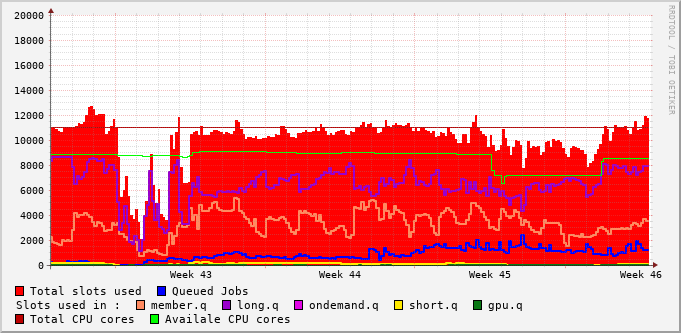 20000
18000
16000
14000
12000
10000
8000
6000
4000
2000
0
Week 43 Week 44 Week 45 Week 46
Total slots used Queued Jobs
Slots used in : member.q long.q ondemand.q short.q gpu.q
Total CPU cores Availale CPU cores
RRDTOOL / TOBI OETIKER